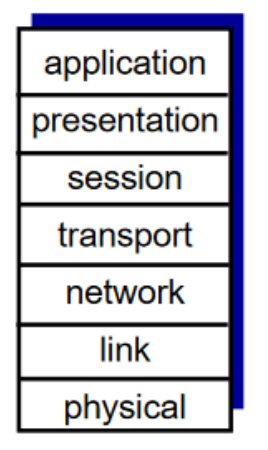 application
presentation
session
transport
network
link
physical